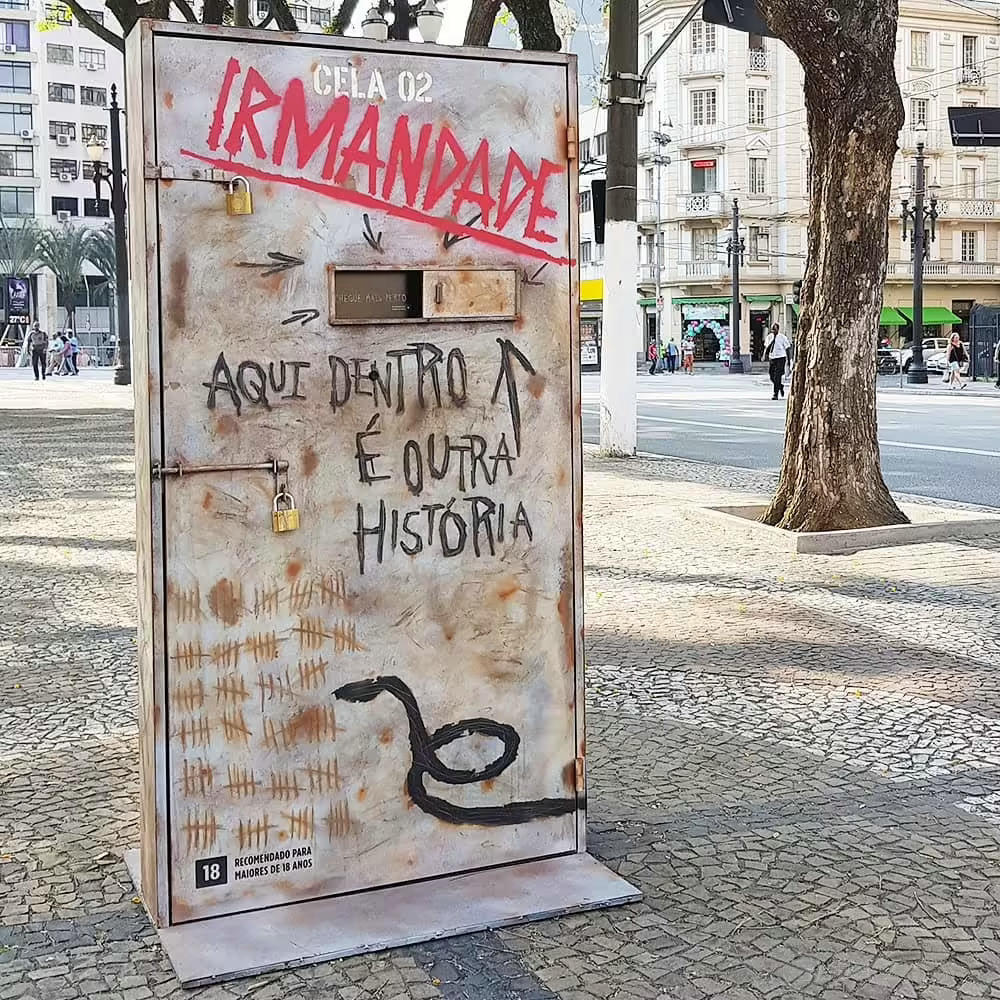 CELA 02
IRMANDADE
CHEGUE MAIS PERTO
AQUI DENTRO
É OUTRA
HISTÓRIA
18
RECOMENDADO PARA
MAIORES DE 18 ANOS
27°C